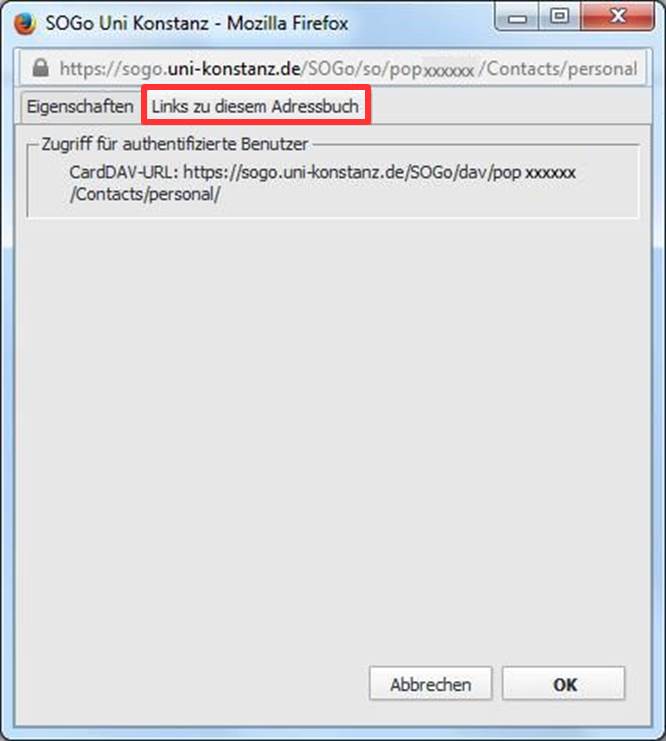 SOGo Uni Konstanz - Mozilla Firefox
https://sogo.uni-konstanz.de/SOGo/so/popxxxxxx/Contacts/personal
Eigenschaften Links zu diesem Adressbuch
Zugriff für authentifizierte Benutzer
CardDAV-URL: https://sogo.uni-konstanz.de/SOGo/dav/pop xxxxxx
/Contacts/personal/
Abbrechen OK